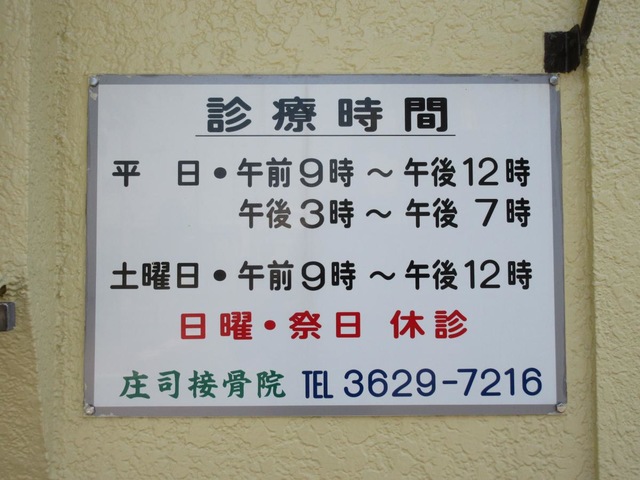 診療時間
平　日・午前9時～午後12時
午後3時～午後 7時
土曜日・午前9時～午後12時
日曜・祭日 休診
庄司接骨院 TEL 3629-7216